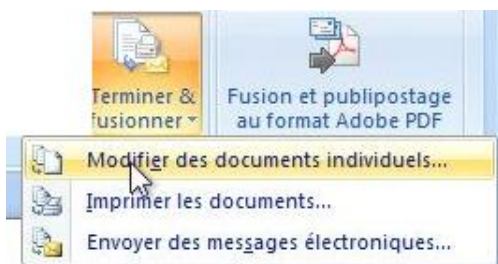 Terminer &
fusionner
Fusion et publipostage
au format Adobe PDF
Modifier des documents individuels...
Imprimer les documents...
Envoyer des messages électroniques...